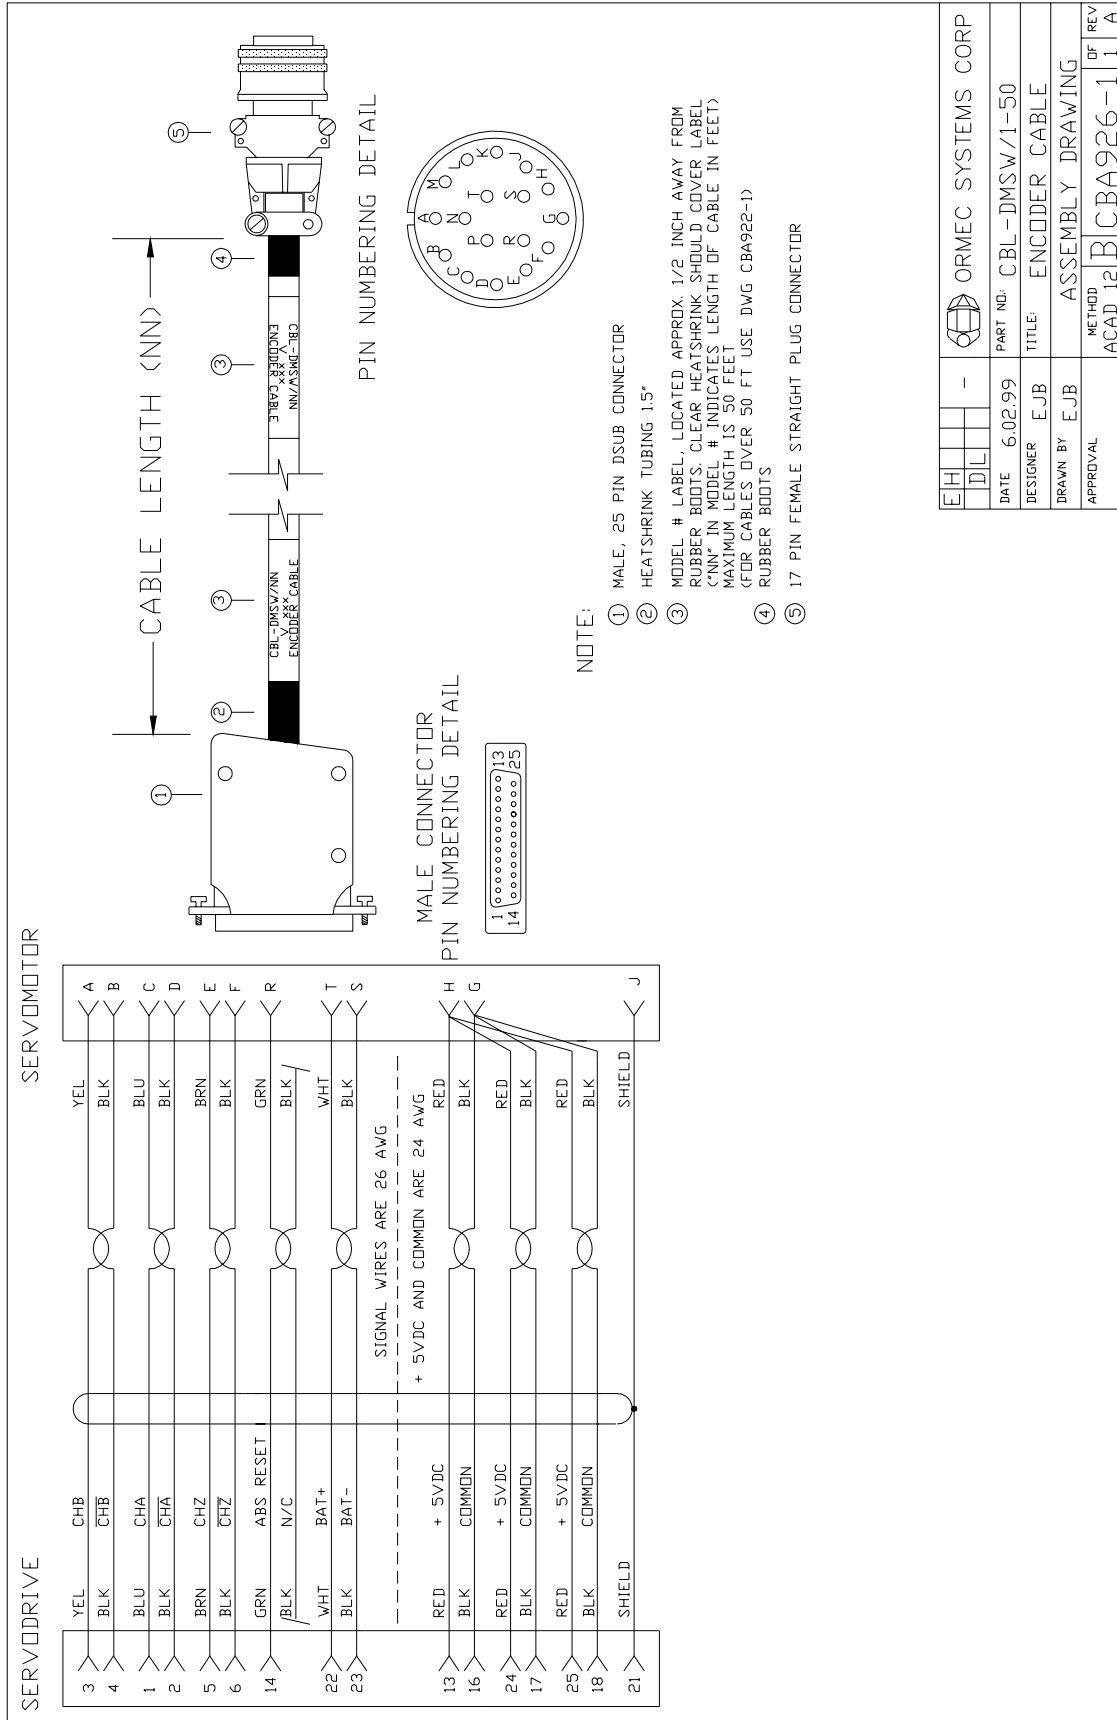 SERVODRIVE
SERVOMOTOR
3 YEL CHB YEL A
4 BLK CHB BLK B
1 BLU CHA BLU C
2 BLK CHA BLK D
5 BRN CHZ BRN E
6 BLK CHZ BLK F
14 GRN ABS RESET GRN R
BLK N/C BLK
22 WHT BAT+ WHT T
23 BLK BAT- BLK S
SIGNAL WIRES ARE 26 AWG
+ 5VDC AND COMMON ARE 24 AWG
13 RED + 5VDC RED H
16 BLK COMMON BLK G
24 RED + 5VDC RED
17 BLK COMMON BLK
25 RED + 5VDC RED
18 BLK COMMON BLK
21 SHIELD SHIELD J
CABLE LENGTH (NN)
1
2
3
3
4
5
CBL-DMSW/NN
V xxx
ENCODER CABLE
CBL-DMSW/NN
V xxx
ENCODER CABLE
MALE CONNECTOR
PIN NUMBERING DETAIL
1 13
14 25
PIN NUMBERING DETAIL
A
B
C
D
E
F
G
H
J
K
L
M
N
P
R
S
T
NOTE:
1 MALE, 25 PIN DSUB CONNECTOR
2 HEATSHRINK TUBING 1.5"
3 MODEL # LABEL, LOCATED APPROX. 1/2 INCH AWAY FROM
RUBBER BOOTS. CLEAR HEATSHRINK SHOULD COVER LABEL
("NN" IN MODEL # INDICATES LENGTH OF CABLE IN FEET)
MAXIMUM LENGTH IS 50 FEET
(FOR CABLES OVER 50 FT USE DWG CBA922-1)
4 RUBBER BOOTS
5 17 PIN FEMALE STRAIGHT PLUG CONNECTOR
E H -
D L
ORMEC SYSTEMS CORP
DATE 6.02.99
PART NO.: CBL-DMSW/1-50
DESIGNER EJB
TITLE: ENCODER CABLE
DRAWN BY EJB
ASSEMBLY DRAWING
APPROVAL
METHOD
ACAD 12
B
CBA926-1
OF
1
REV
A